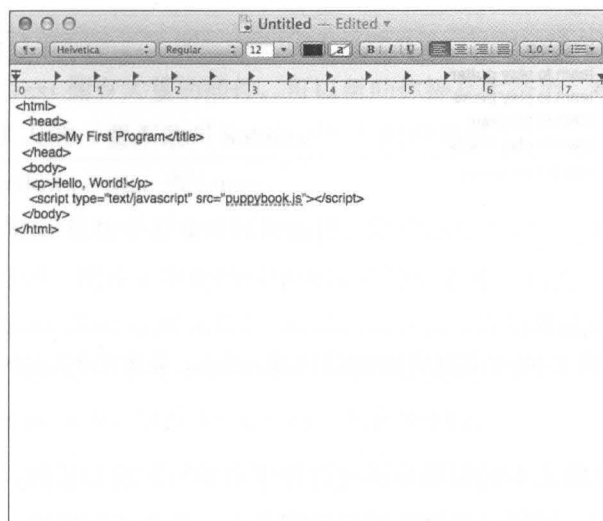 Untitled — Edited
Helvetica Regular 12 a B I U 1.0
0 1 2 3 4 5 6 7
<html>
<head>
<title>My First Program</title>
</head>
<body>
<p>Hello, World!</p>
<script type="text/javascript" src="puppybook.js"></script>
</body>
</html>